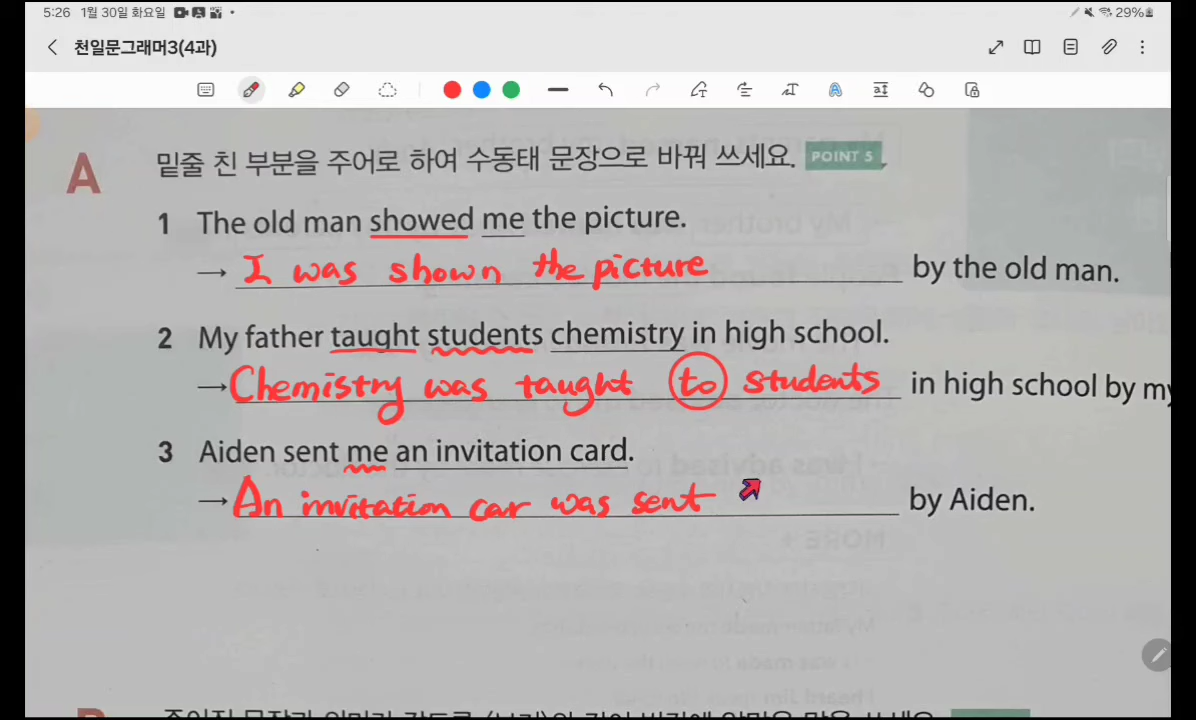 5:26 1월 30일 화요일
29%
천일문그래머3(4과)
A 밑줄 친 부분을 주어로 하여 수동태 문장으로 바꿔 쓰세요. POINT 5
1 The old man showed me the picture.
→ I was shown the picture by the old man.
2 My father taught students chemistry in high school.
→ Chemistry was taught to students in high school by my
3 Aiden sent me an invitation card.
→ An invitation car was sent by Aiden.